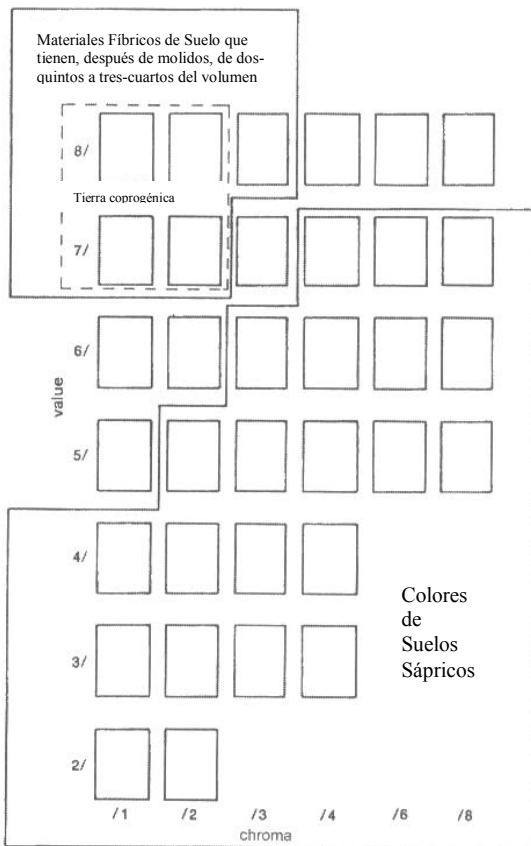 Materiales Fíbricos de Suelo que
tienen, después de molidos, de dos-
quintos a tres-cuartos del volumen
8/
Tierra coprogénica
7/
6/
value
5/
4/
Colores
de
Suelos
Sápricos
3/
2/
/1 /2 /3 /4 /6 /8
chroma